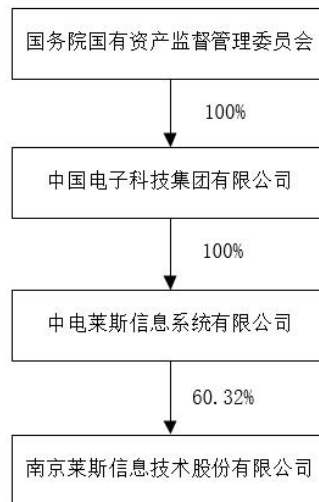 国务院国有资产监督管理委员会
100%
中国电子科技集团有限公司
100%
中电莱斯信息系统有限公司
60.32%
南京莱斯信息技术股份有限公司